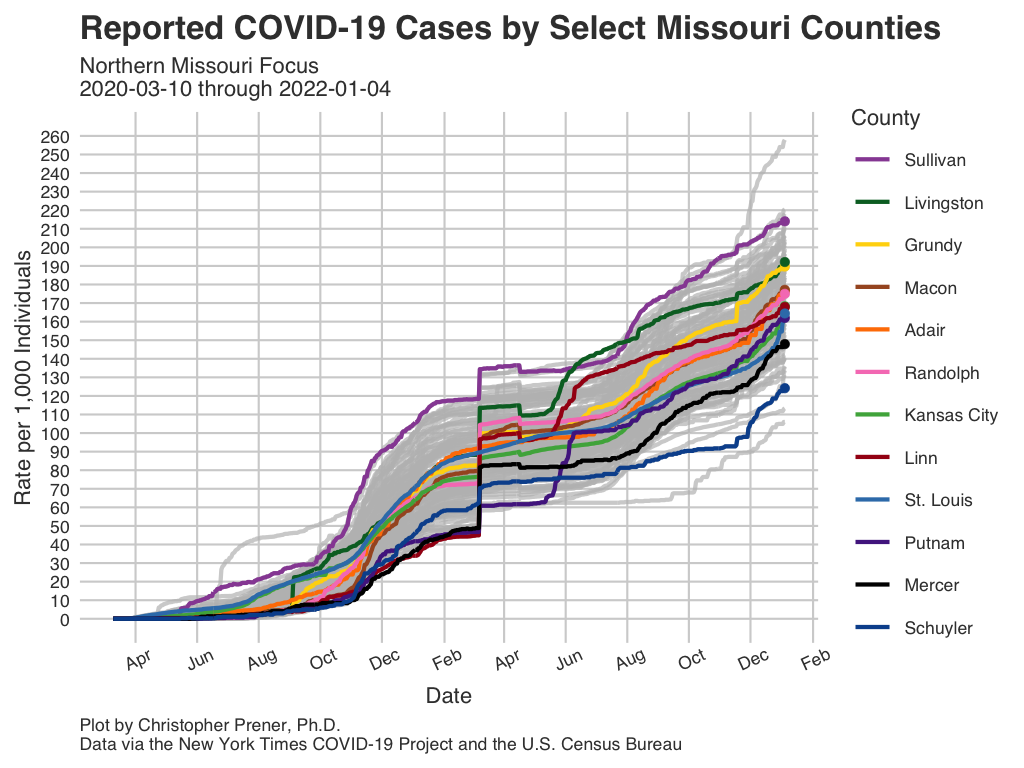 Reported COVID-19 Cases by Select Missouri Counties
Northern Missouri Focus
2020-03-10 through 2022-01-04
County
Sullivan
Livingston
Grundy
Macon
Adair
Randolph
Kansas City
Linn
St. Louis
Putnam
Mercer
Schuyler
Rate per 1,000 Individuals
260
250
240
230
220
210
200
190
180
170
160
150
140
130
120
110
100
90
80
70
60
50
40
30
20
10
0
Apr Jun Aug Oct Dec Feb Apr Jun Aug Oct Dec Feb
Date
Plot by Christopher Prener, Ph.D.
Data via the New York Times COVID-19 Project and the U.S. Census Bureau